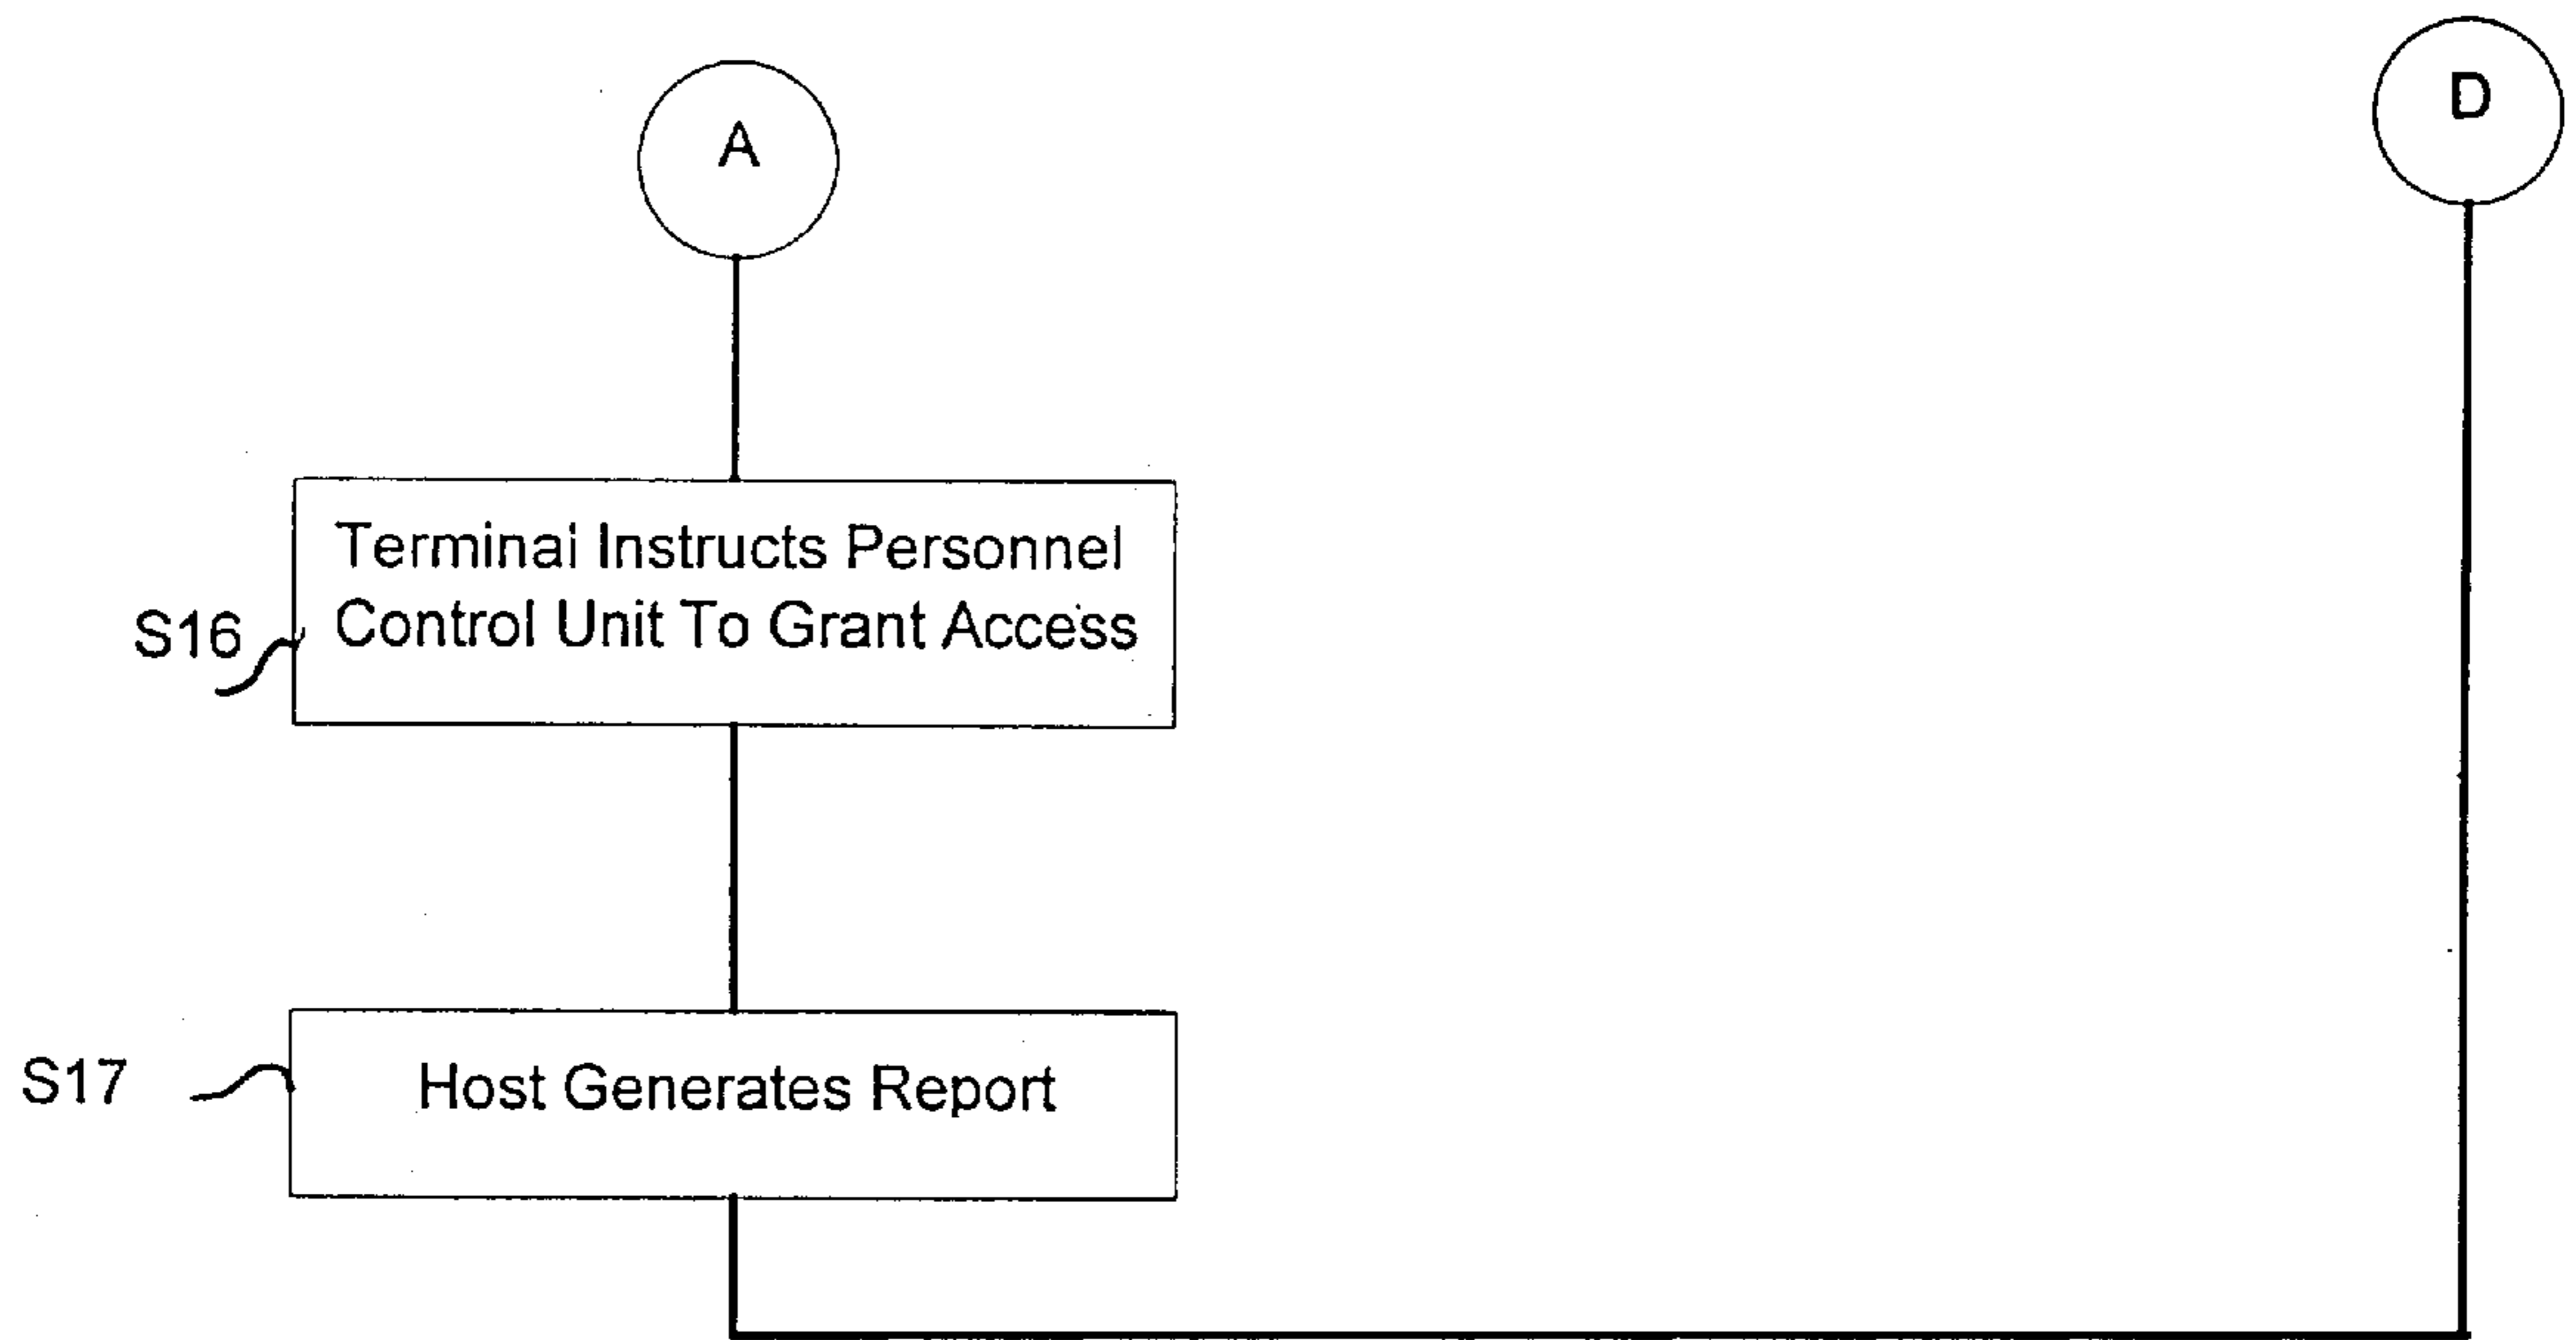 A
D
Terminal Instructs Personnel
Control Unit To Grant Access
S16
S17
Host Generates Report